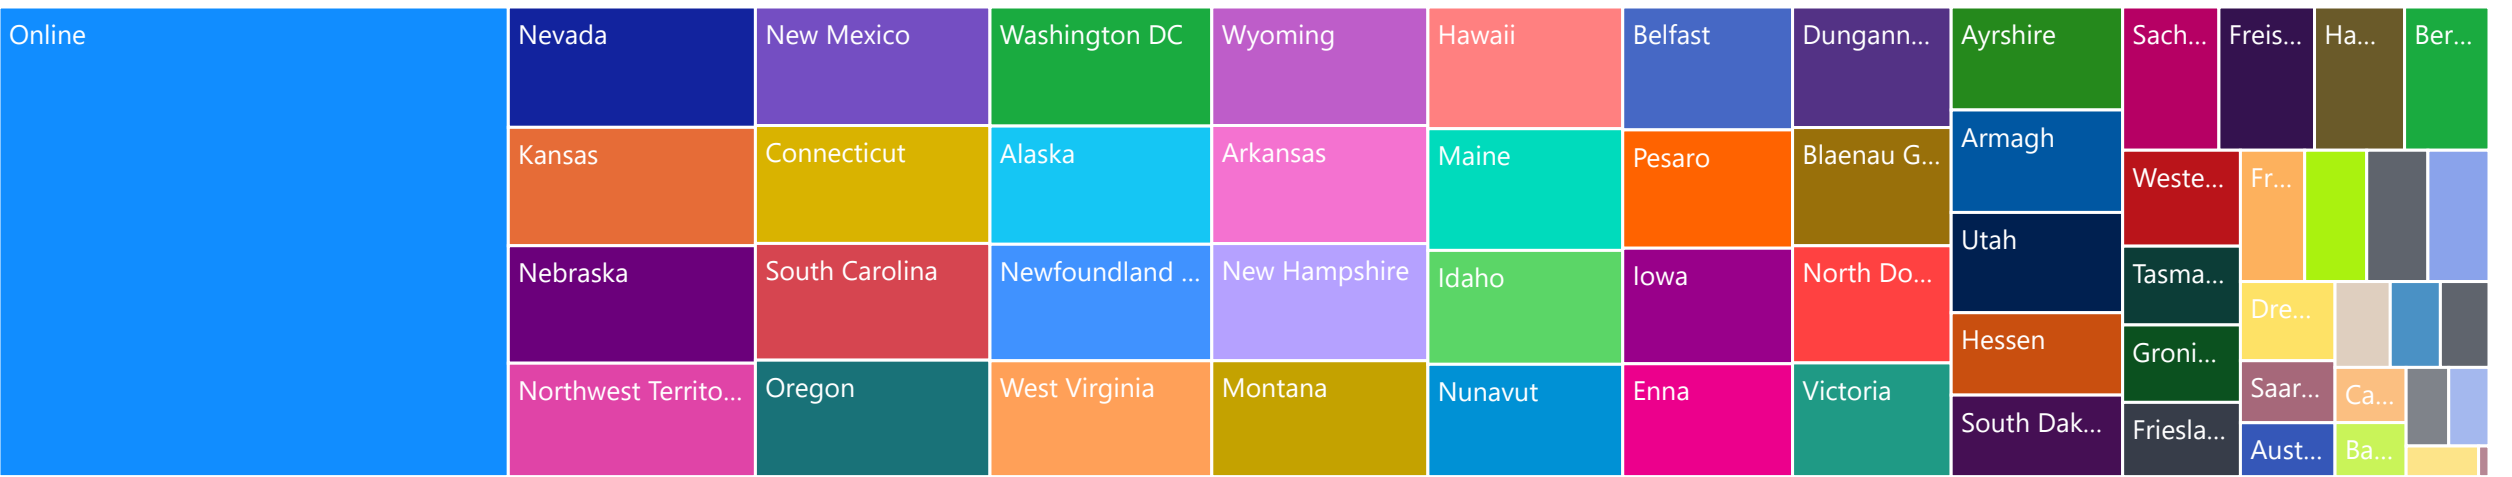 Online
Nevada
Kansas
Nebraska
Northwest Territo...
New Mexico
Connecticut
South Carolina
Oregon
Washington DC
Alaska
Newfoundland ...
West Virginia
Wyoming
Arkansas
New Hampshire
Montana
Hawaii
Maine
Idaho
Nunavut
Belfast
Pesaro
Iowa
Enna
Dungann...
Blaenau G...
North Do...
Victoria
Ayrshire
Armagh
Utah
Hessen
South Dak...
Sach...
Freis...
Ha...
Ber...
Weste...
Tasma...
Groni...
Friesla...
Fr...
Dre...
Saar...
Aust...
Ca...
Ba...